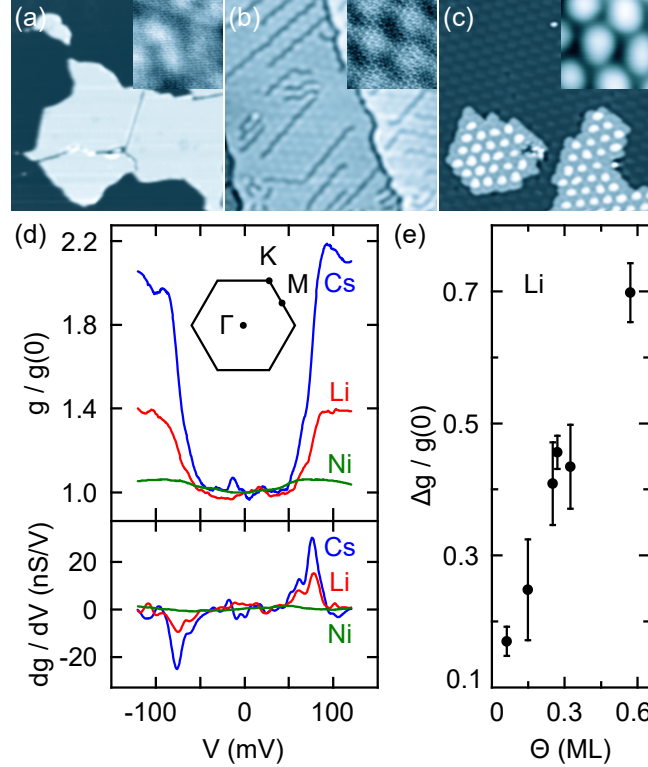 (a) (b) (c)
(d) (e)
2.2
1.8
1.4
1.0
g / g(0)
K
M
Γ
Cs
Li
Ni
20
0
-20
dg / dV (nS/V)
Cs
Li
Ni
-100 0 100
V (mV)
Li
0.7
0.5
0.3
0.1
Δg / g(0)
0 0.3 0.6
Θ (ML)